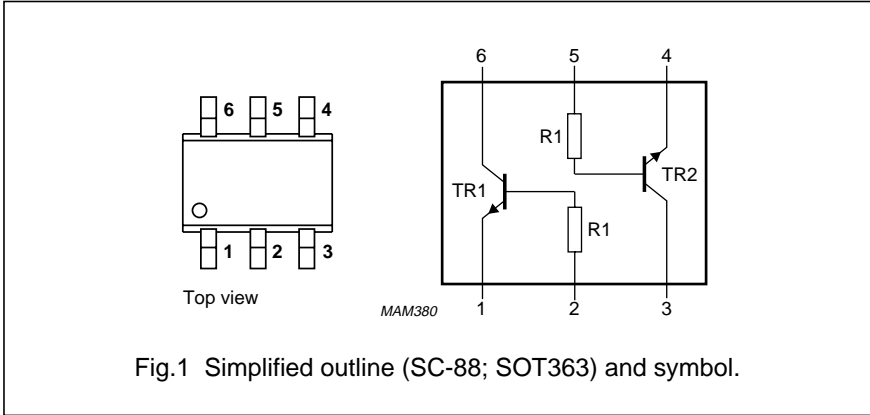 6 5 4
1 2 3
Top view
6 5 4
R1
TR1
TR2
R1
MAM380
1 2 3
Fig.1 Simplified outline (SC-88; SOT363) and symbol.